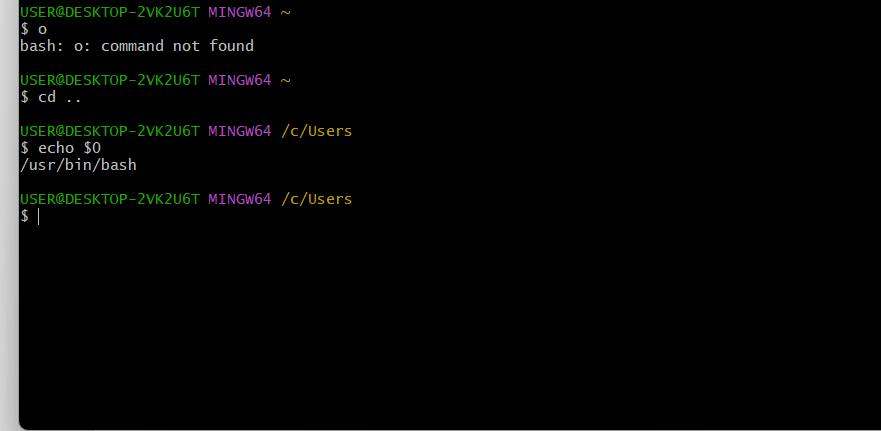 USER@DESKTOP-2VK2U6T MINGW64 ~
$ o
bash: o: command not found
USER@DESKTOP-2VK2U6T MINGW64 ~
$ cd ..
USER@DESKTOP-2VK2U6T MINGW64 /c/Users
$ echo $0
/usr/bin/bash
USER@DESKTOP-2VK2U6T MINGW64 /c/Users
$